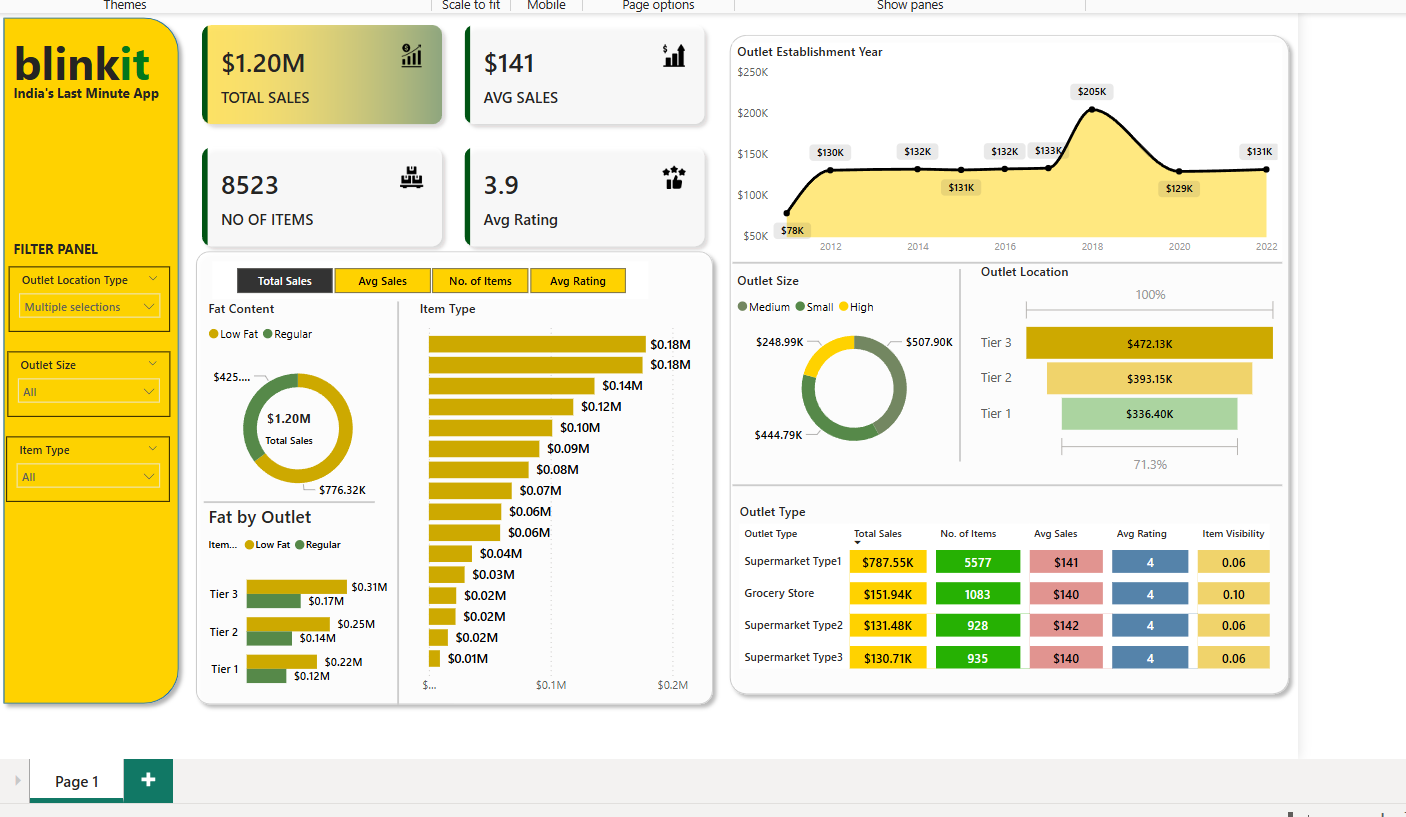 Themes
Scale to fit
Mobile
Page options
Show panes
blinkit
India's Last Minute App
FILTER PANEL
Outlet Location Type
Multiple selections
Outlet Size
All
Item Type
All
$1.20M
TOTAL SALES
$141
AVG SALES
8523
NO OF ITEMS
3.9
Avg Rating
Total Sales
Avg Sales
No. of Items
Avg Rating
Fat Content
Low Fat Regular
$425....
$1.20M
Total Sales
$776.32K
Fat by Outlet
Item... Low Fat Regular
Tier 3 $0.31M
$0.17M
Tier 2 $0.25M
$0.14M
Tier 1 $0.22M
$0.12M
Item Type
$0.18M
$0.18M
$0.14M
$0.12M
$0.10M
$0.09M
$0.08M
$0.07M
$0.06M
$0.06M
$0.04M
$0.03M
$0.02M
$0.02M
$0.02M
$0.01M
$... $0.1M $0.2M
Outlet Establishment Year
$250K
$200K
$150K
$100K
$50K
$78K
$130K
$132K
$131K
$132K
$133K
$205K
$129K
$131K
2012 2014 2016 2018 2020 2022
Outlet Size
Medium Small High
$248.99K
$507.90K
$444.79K
Outlet Location
100%
Tier 3 $472.13K
Tier 2 $393.15K
Tier 1 $336.40K
71.3%
Outlet Type
Outlet Type Total Sales No. of Items Avg Sales Avg Rating Item Visibility
Supermarket Type1 $787.55K 5577 $141 4 0.06
Grocery Store $151.94K 1083 $140 4 0.10
Supermarket Type2 $131.48K 928 $142 4 0.06
Supermarket Type3 $130.71K 935 $140 4 0.06
Page 1